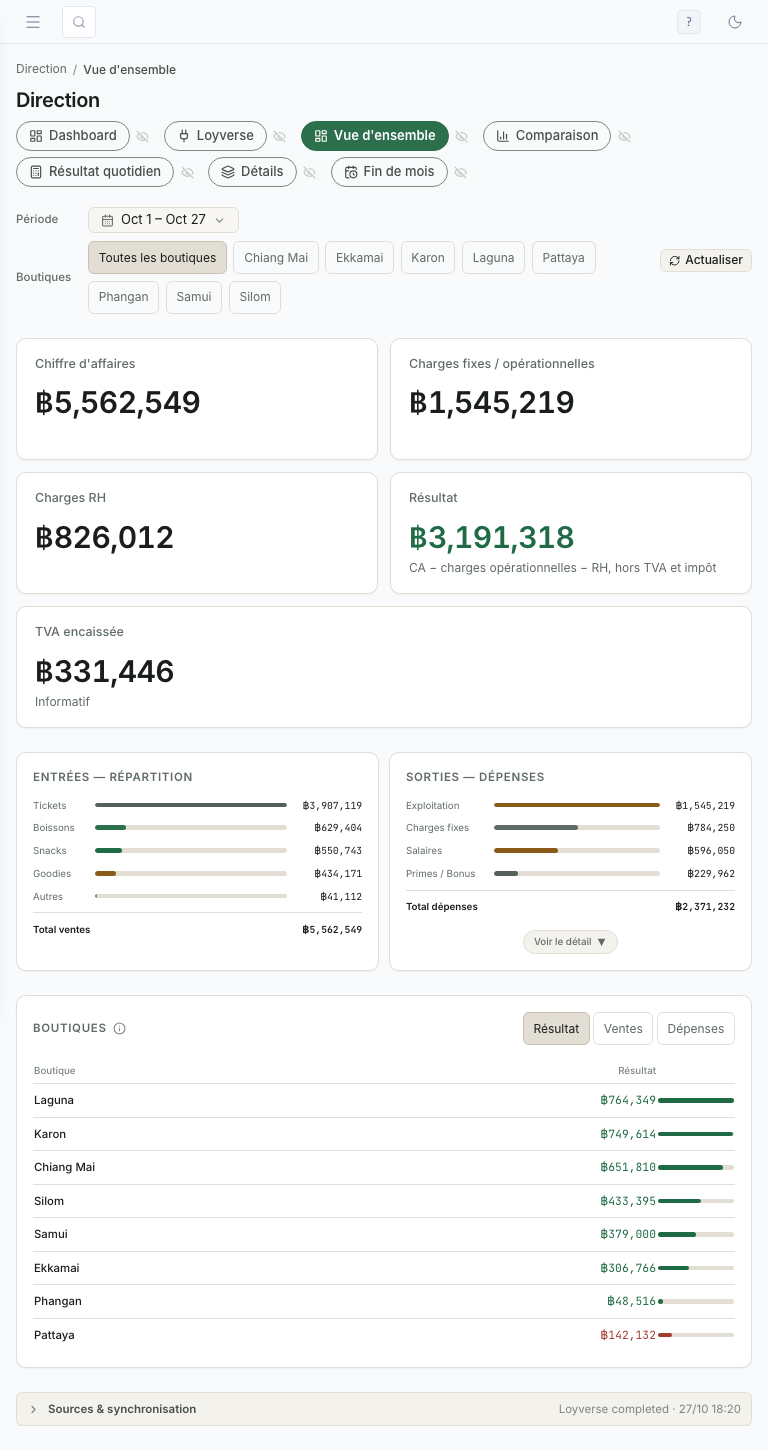 ?
Direction / Vue d'ensemble
Direction
Dashboard Loyverse Vue d'ensemble Comparaison
Résultat quotidien Détails Fin de mois
Période Oct 1 – Oct 27
Boutiques Toutes les boutiques Chiang Mai Ekkamai Karon Laguna Pattaya
Phangan Samui Silom
Actualiser
Chiffre d'affaires
฿5,562,549
Charges fixes / opérationnelles
฿1,545,219
Charges RH
฿826,012
Résultat
฿3,191,318
CA − charges opérationnelles − RH, hors TVA et impôt
TVA encaissée
฿331,446
Informatif
ENTRÉES — RÉPARTITION
Tickets ฿3,907,119
Boissons ฿629,404
Snacks ฿550,743
Goodies ฿434,171
Autres ฿41,112
Total ventes ฿5,562,549
SORTIES — DÉPENSES
Exploitation ฿1,545,219
Charges fixes ฿784,250
Salaires ฿596,050
Primes / Bonus ฿229,962
Total dépenses ฿2,371,232
Voir le détail ▼
BOUTIQUES
Résultat Ventes Dépenses
Boutique Résultat
Laguna ฿764,349
Karon ฿749,614
Chiang Mai ฿651,810
Silom ฿433,395
Samui ฿379,000
Ekkamai ฿306,766
Phangan ฿48,516
Pattaya ฿142,132
Sources & synchronisation Loyverse completed · 27/10 18:20